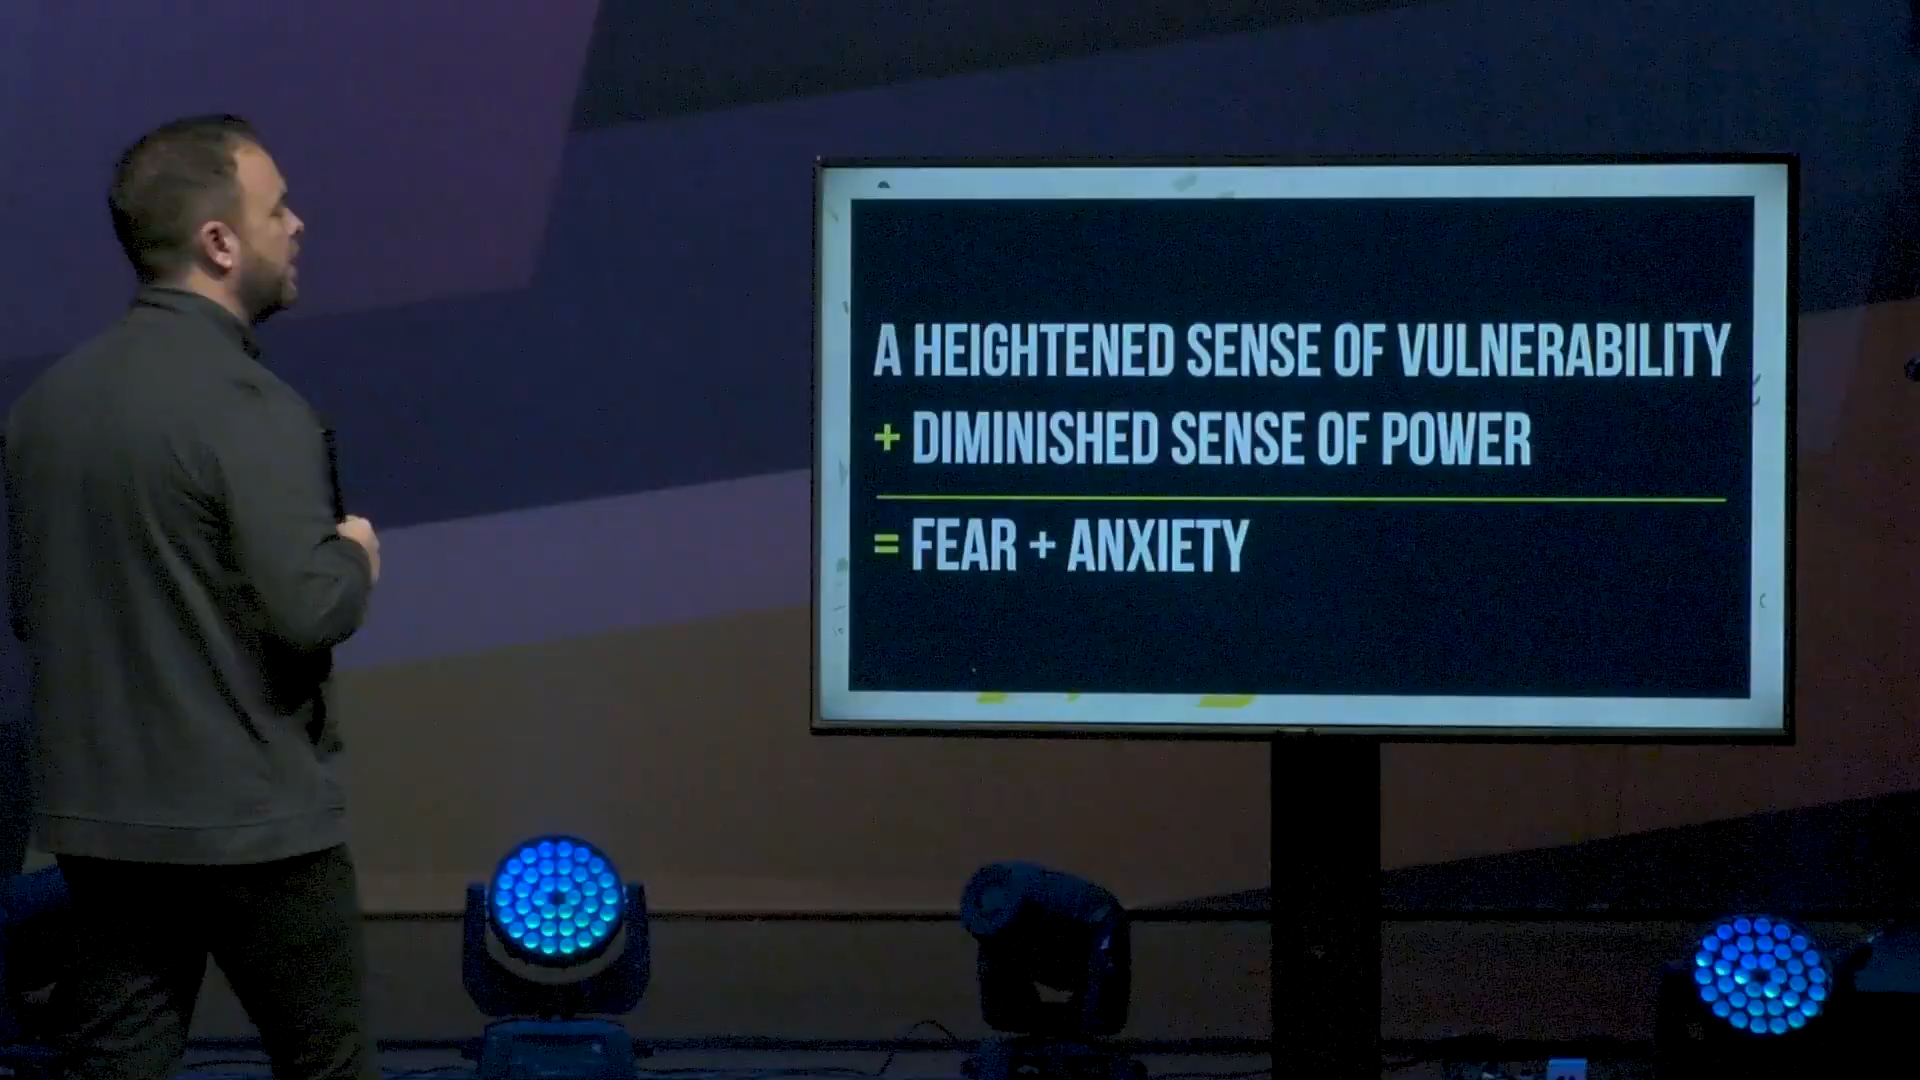 A HEIGHTENED SENSE OF VULNERABILITY
+ DIMINISHED SENSE OF POWER
= FEAR + ANXIETY